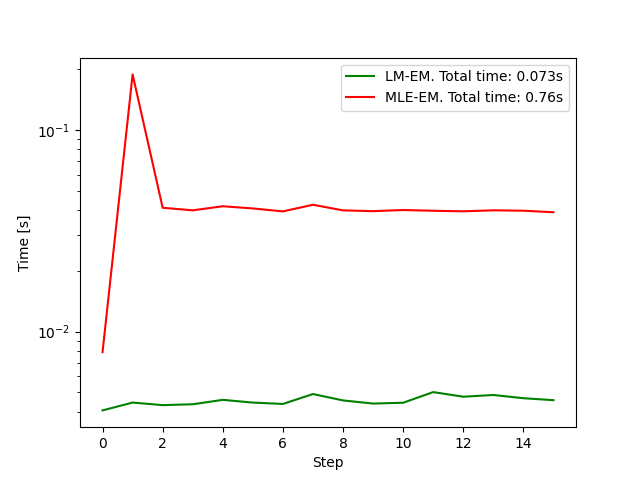 LM-EM. Total time: 0.073s
MLE-EM. Total time: 0.76s
10⁻¹
10⁻²
Time [s]
0 2 4 6 8 10 12 14
Step